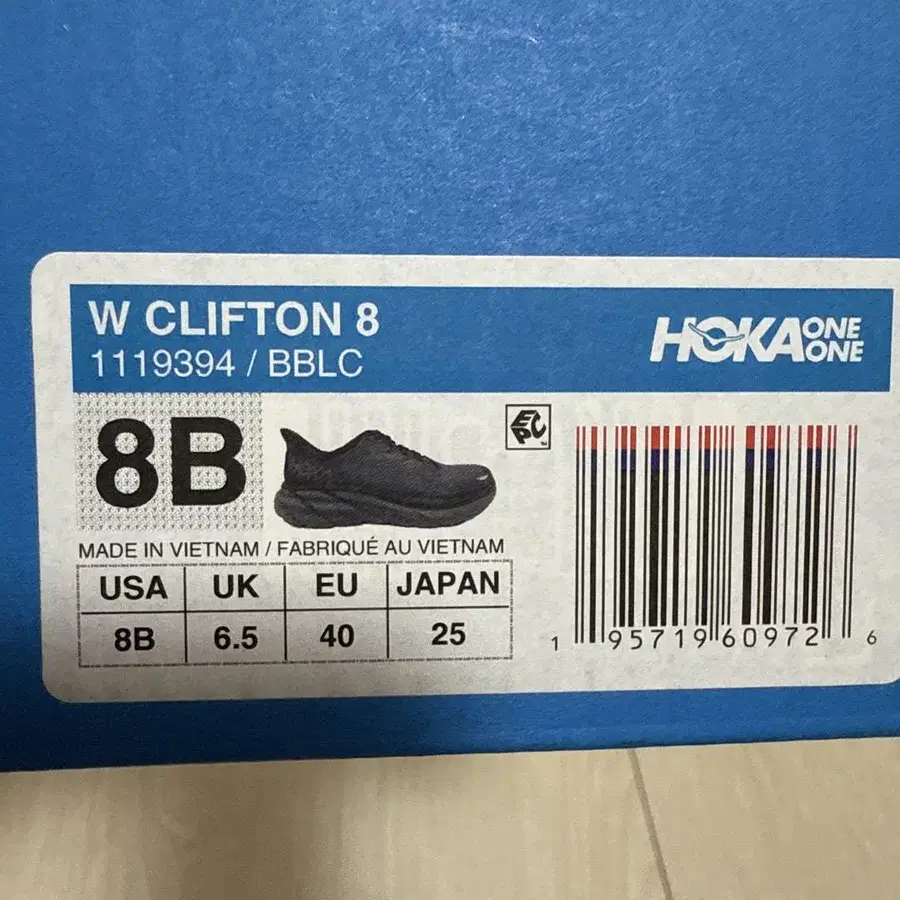 W CLIFTON 8
1119394 / BBLC
HOKA ONE ONE
8B
EPC
MADE IN VIETNAM / FABRIQUÉ AU VIETNAM
USA UK EU JAPAN
8B 6.5 40 25
1 95719 60972 6